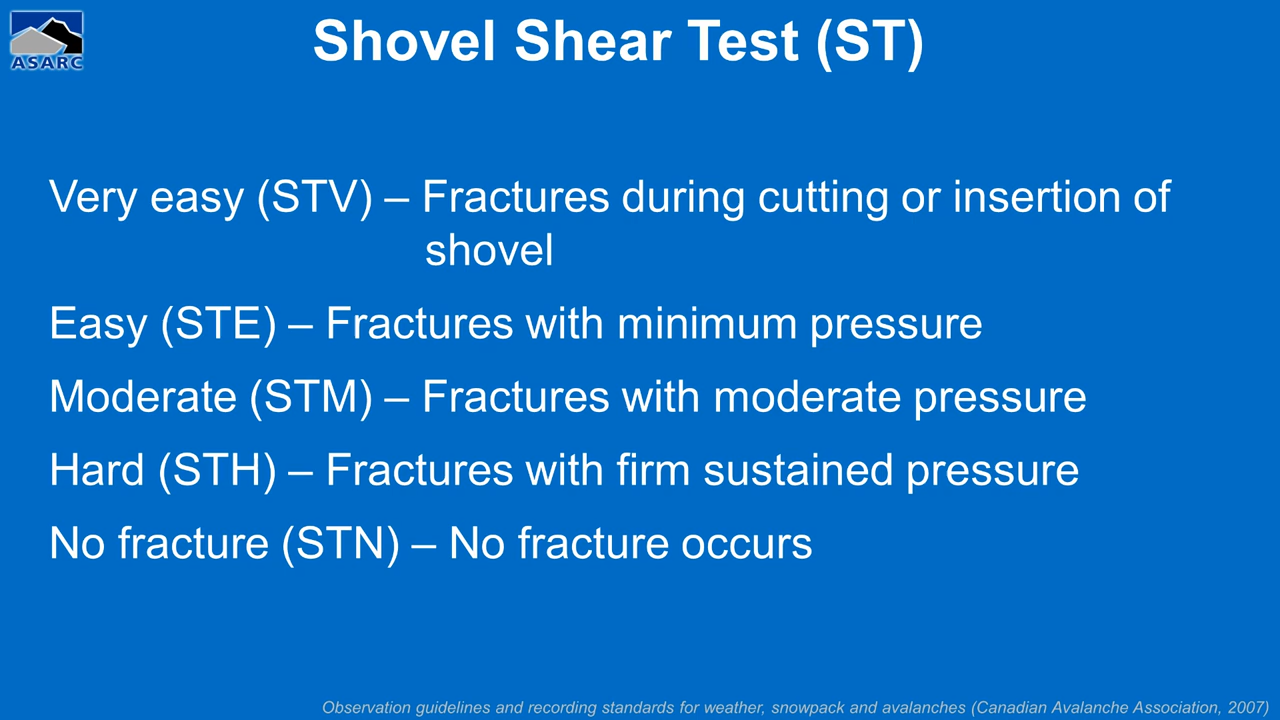 ASARC
Shovel Shear Test (ST)
Very easy (STV) – Fractures during cutting or insertion of
shovel
Easy (STE) – Fractures with minimum pressure
Moderate (STM) – Fractures with moderate pressure
Hard (STH) – Fractures with firm sustained pressure
No fracture (STN) – No fracture occurs
Observation guidelines and recording standards for weather, snowpack and avalanches (Canadian Avalanche Association, 2007)